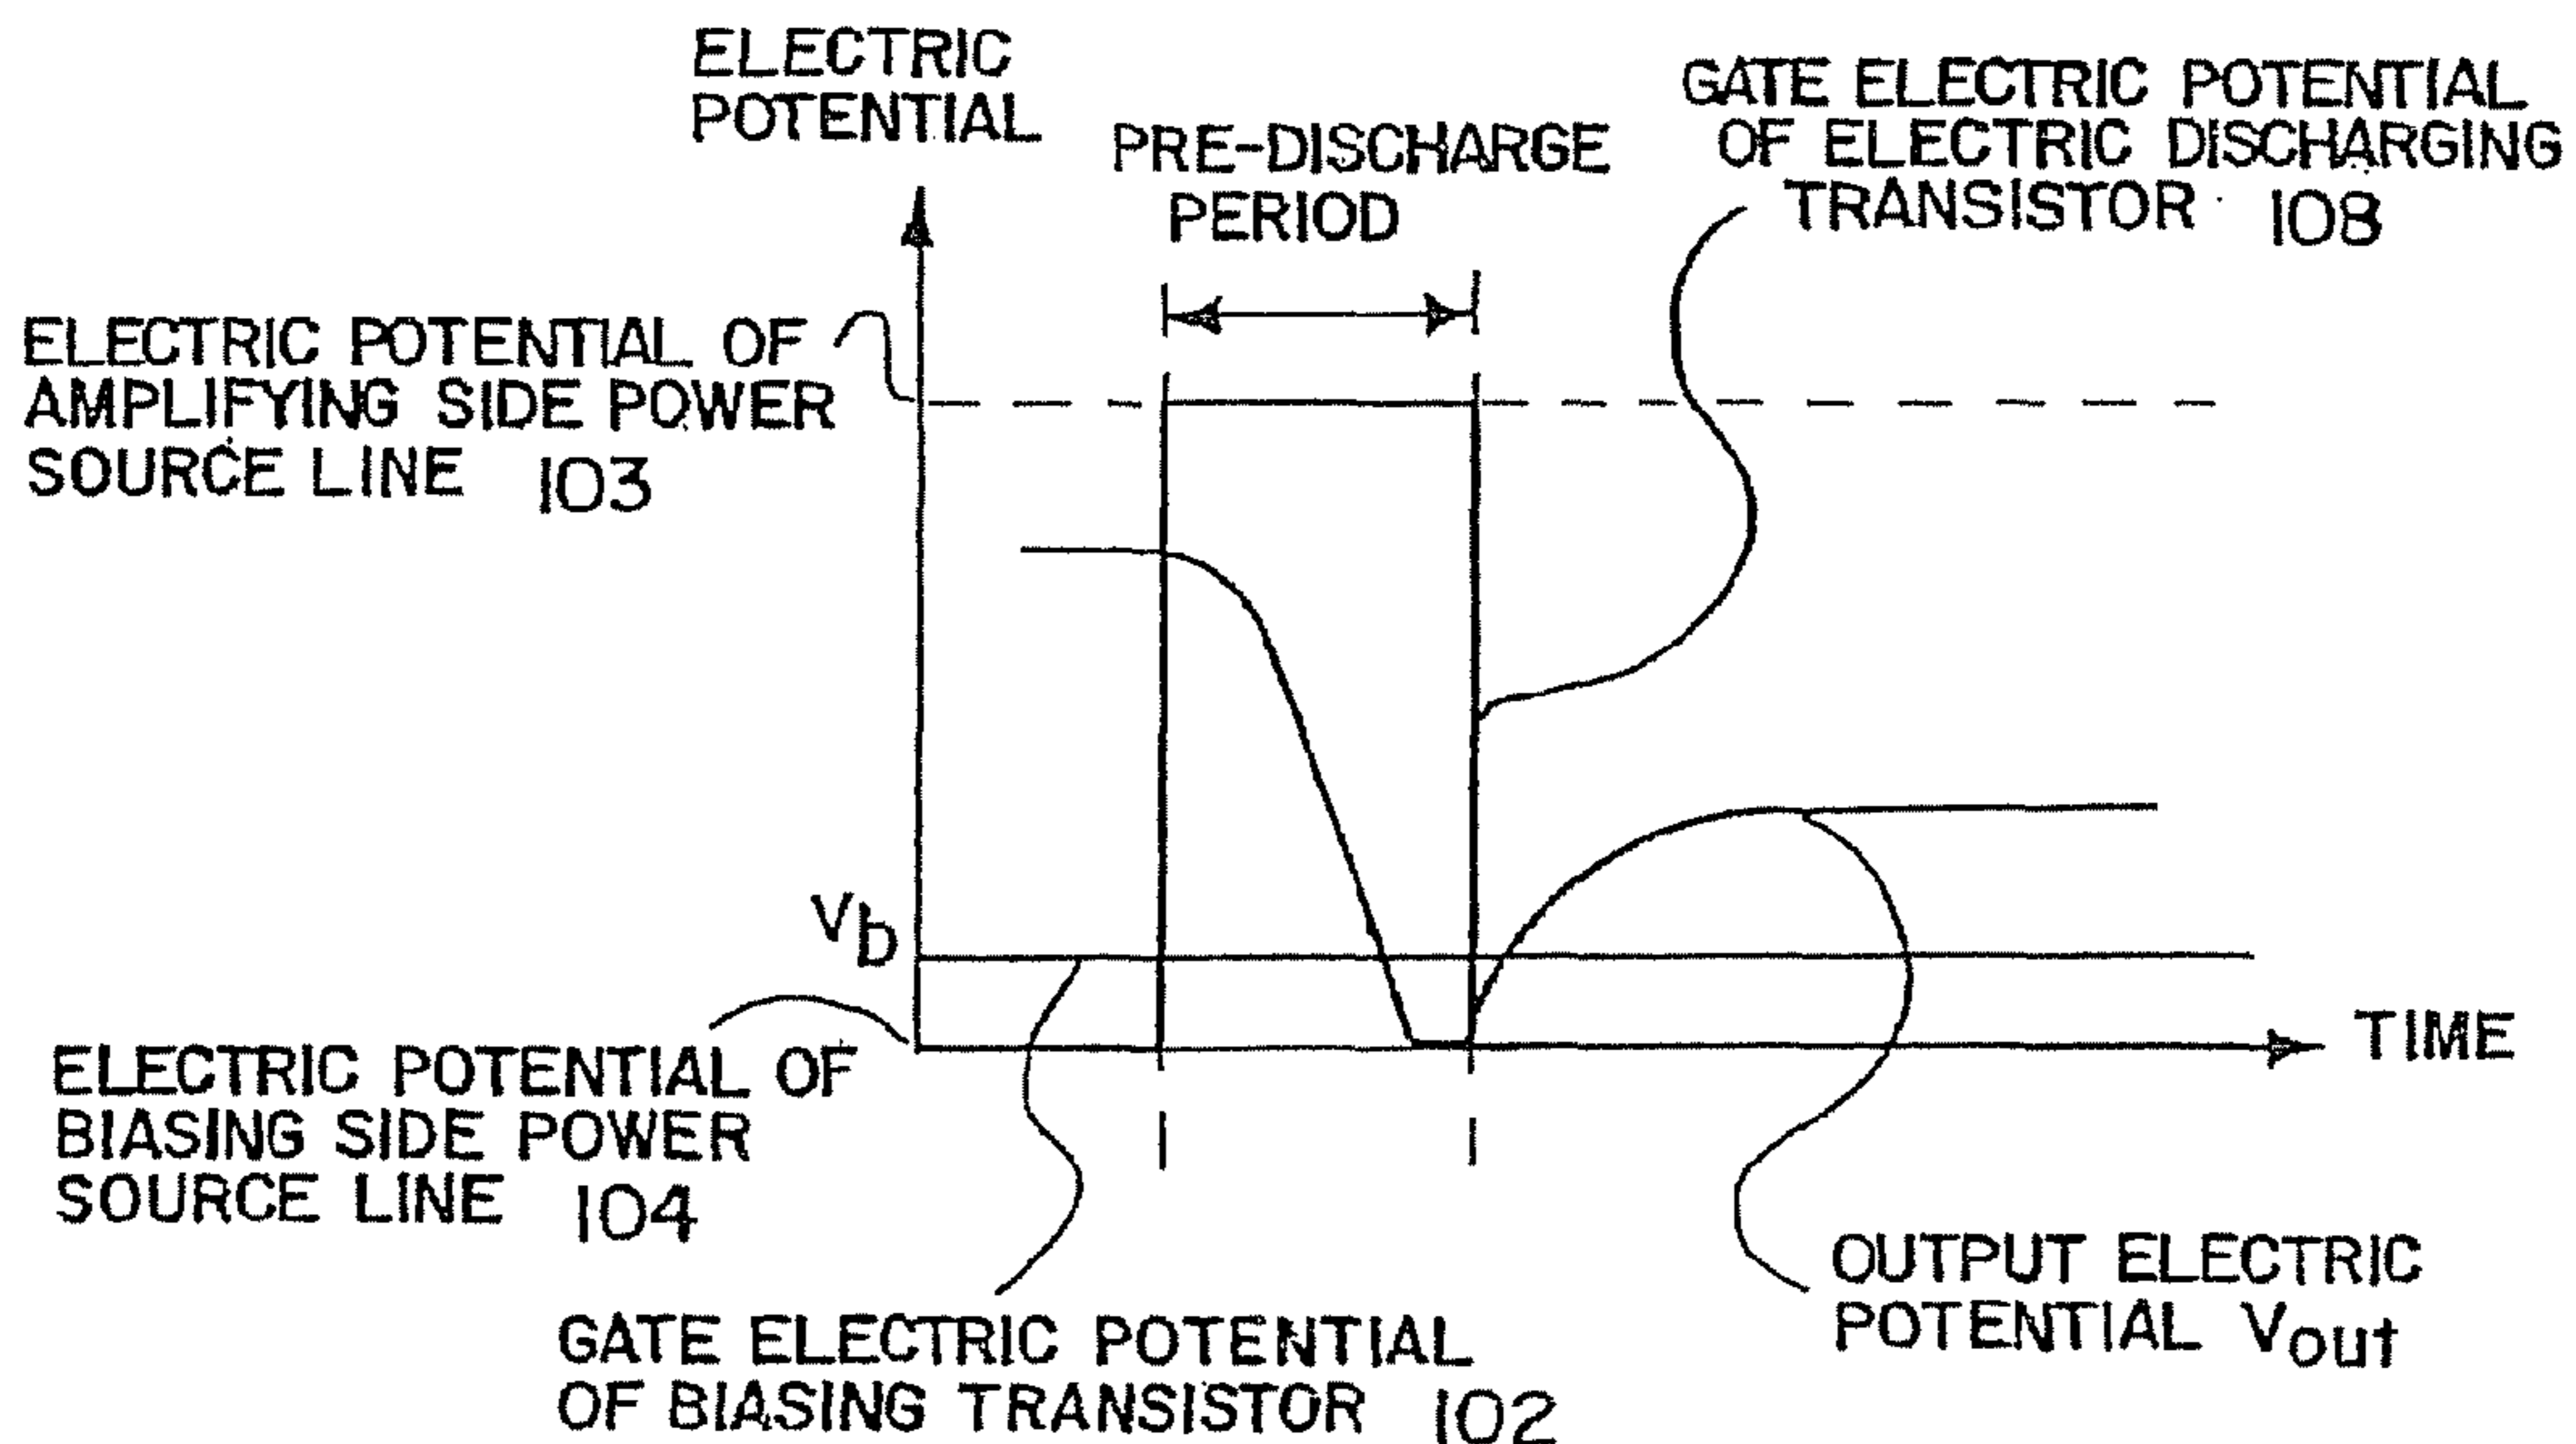 ELECTRIC
POTENTIAL
PRE-DISCHARGE
PERIOD
GATE ELECTRIC POTENTIAL
OF ELECTRIC DISCHARGING
TRANSISTOR 108
ELECTRIC POTENTIAL OF
AMPLIFYING SIDE POWER
SOURCE LINE 103
Vb
ELECTRIC POTENTIAL OF
BIASING SIDE POWER
SOURCE LINE 104
TIME
GATE ELECTRIC POTENTIAL
OF BIASING TRANSISTOR 102
OUTPUT ELECTRIC
POTENTIAL Vout